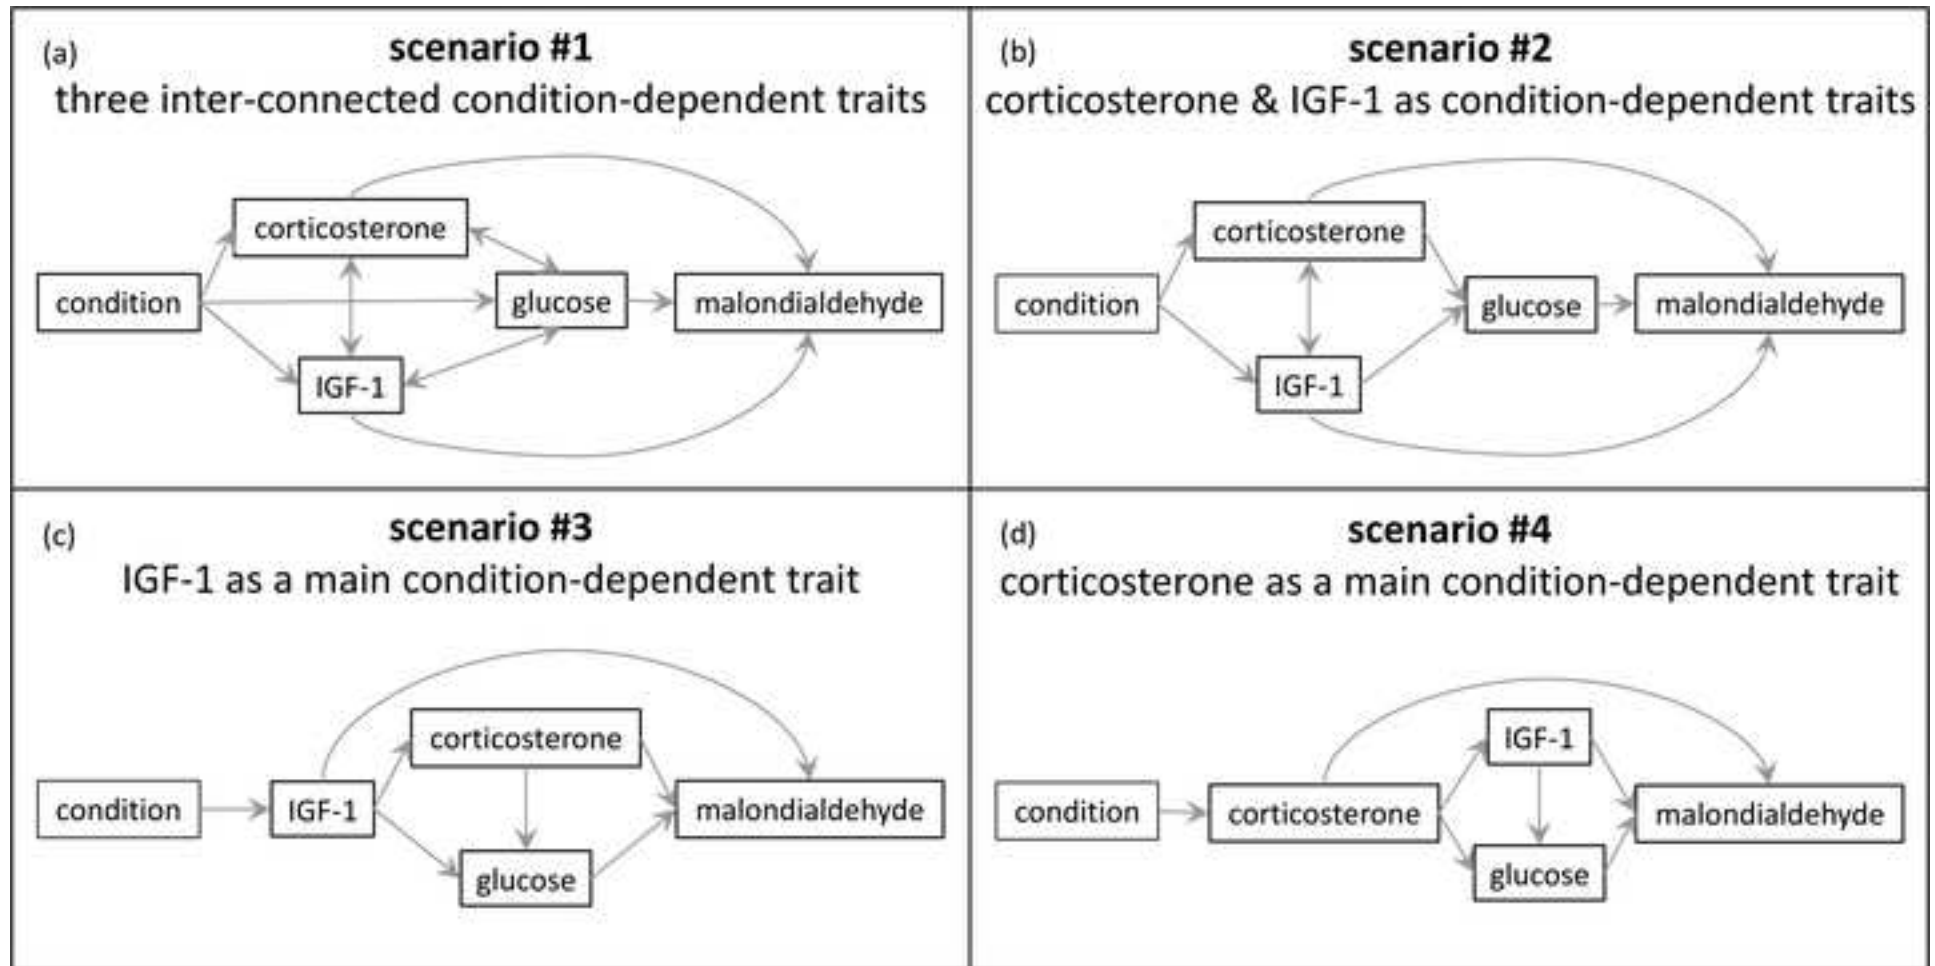 (a)
scenario #1
three inter-connected condition-dependent traits
corticosterone
condition
glucose
malondialdehyde
IGF-1
(b)
scenario #2
corticosterone & IGF-1 as condition-dependent traits
corticosterone
condition
glucose
malondialdehyde
IGF-1
(c)
scenario #3
IGF-1 as a main condition-dependent trait
corticosterone
condition
IGF-1
malondialdehyde
glucose
(d)
scenario #4
corticosterone as a main condition-dependent trait
IGF-1
condition
corticosterone
malondialdehyde
glucose